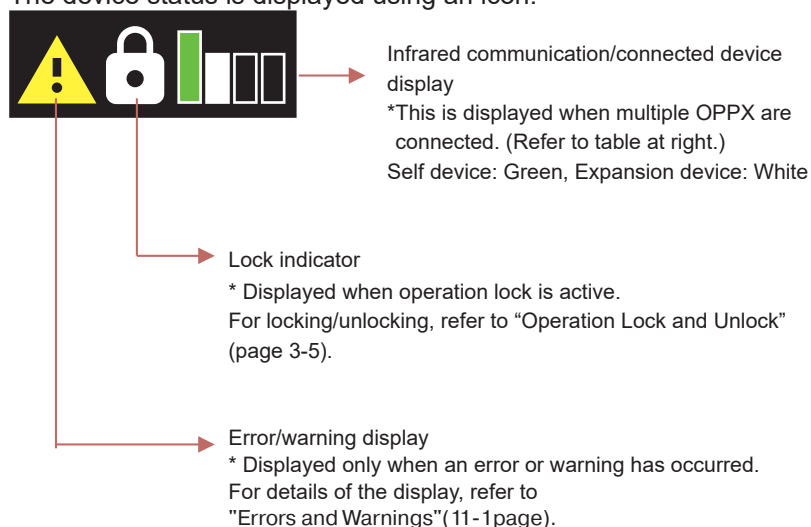 The device status is displayed using an icon.
Infrared communication/connected device
display
*This is displayed when multiple OPPX are
connected. (Refer to table at right.)
Self device: Green, Expansion device: White
Lock indicator
* Displayed when operation lock is active.
For locking/unlocking, refer to “Operation Lock and Unlock”
(page 3-5).
Error/warning display
* Displayed only when an error or warning has occurred.
For details of the display, refer to
"Errors and Warnings"(11-1page).